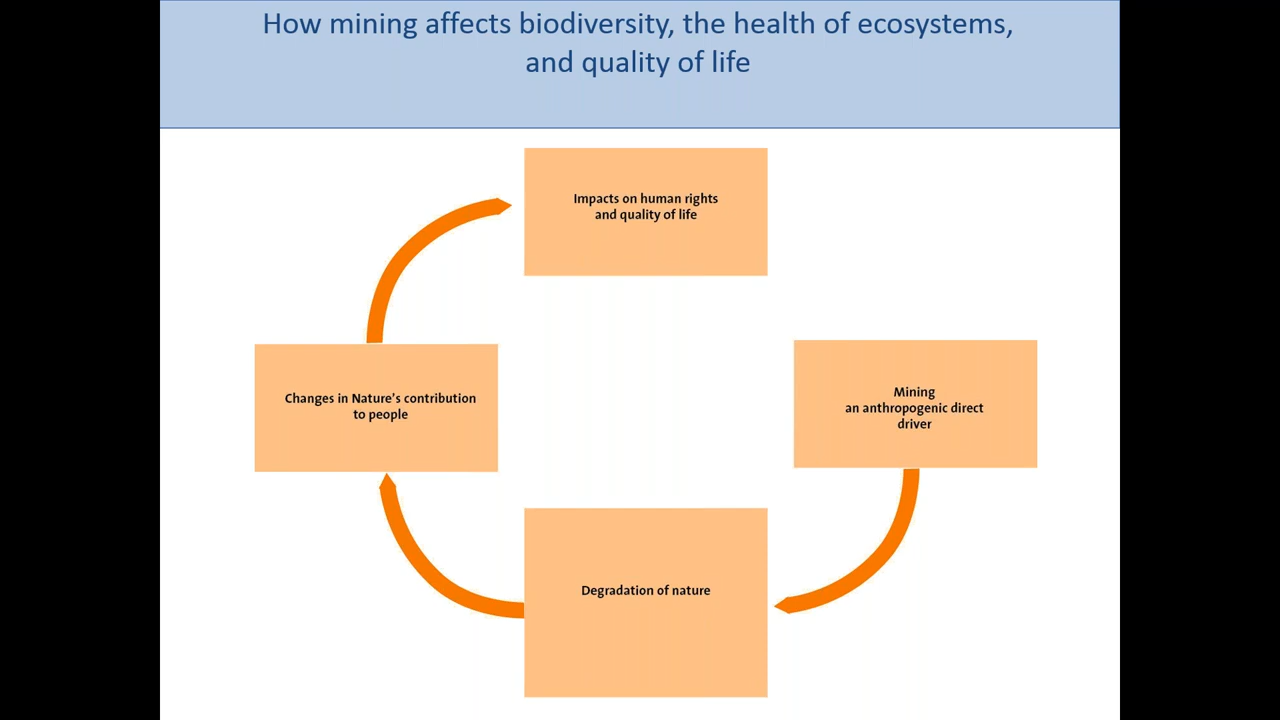 How mining affects biodiversity, the health of ecosystems,
and quality of life
Impacts on human rights
and quality of life
Changes in Nature’s contribution
to people
Mining
an anthropogenic direct
driver
Degradation of nature